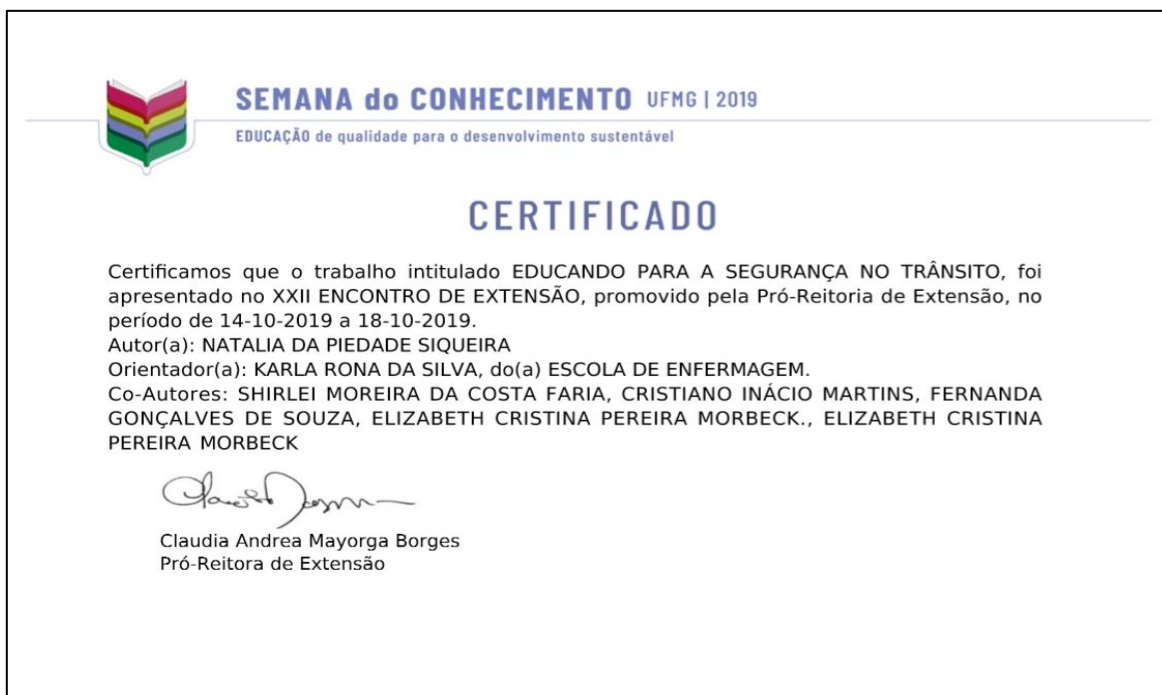 SEMANA do CONHECIMENTO UFMG | 2019
EDUCAÇÃO de qualidade para o desenvolvimento sustentável
CERTIFICADO
Certificamos que o trabalho intitulado EDUCANDO PARA A SEGURANÇA NO TRÂNSITO, foi
apresentado no XXII ENCONTRO DE EXTENSÃO, promovido pela Pró-Reitoria de Extensão, no
período de 14-10-2019 a 18-10-2019.
Autor(a): NATALIA DA PIEDADE SIQUEIRA
Orientador(a): KARLA RONA DA SILVA, do(a) ESCOLA DE ENFERMAGEM.
Co-Autores: SHIRLEI MOREIRA DA COSTA FARIA, CRISTIANO INÁCIO MARTINS, FERNANDA
GONÇALVES DE SOUZA, ELIZABETH CRISTINA PEREIRA MORBECK., ELIZABETH CRISTINA
PEREIRA MORBECK
Claudia Andrea Mayorga Borges
Pró-Reitora de Extensão